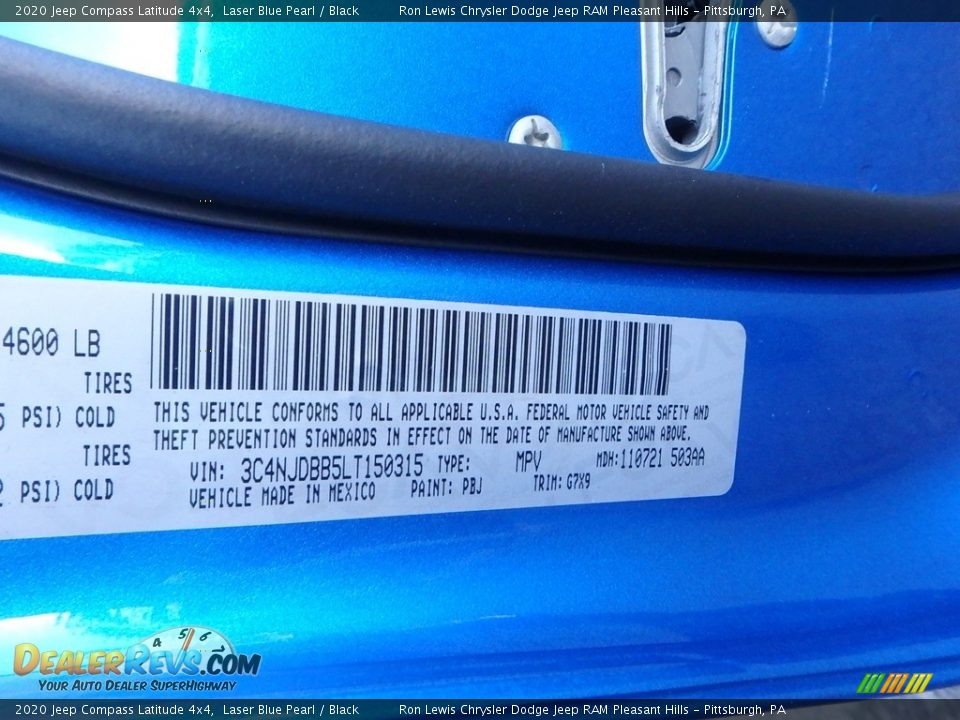 2020 Jeep Compass Latitude 4x4, Laser Blue Pearl / Black Ron Lewis Chrysler Dodge Jeep RAM Pleasant Hills - Pittsburgh, PA
4600 LB
TIRES
5 PSI) COLD
TIRES
PSI) COLD
THIS VEHICLE CONFORMS TO ALL APPLICABLE U.S.A. FEDERAL MOTOR VEHICLE SAFETY AND
THEFT PREVENTION STANDARDS IN EFFECT ON THE DATE OF MANUFACTURE SHOWN ABOVE.
VIN: 3C4NJDBB5LT150315 TYPE: MPV MDH:110721 503AA
VEHICLE MADE IN MEXICO PAINT: PBJ TRIM: G7X9
4 5 6
DealerRevs.com
Your Auto Dealer SuperHighway
2020 Jeep Compass Latitude 4x4, Laser Blue Pearl / Black Ron Lewis Chrysler Dodge Jeep RAM Pleasant Hills - Pittsburgh, PA